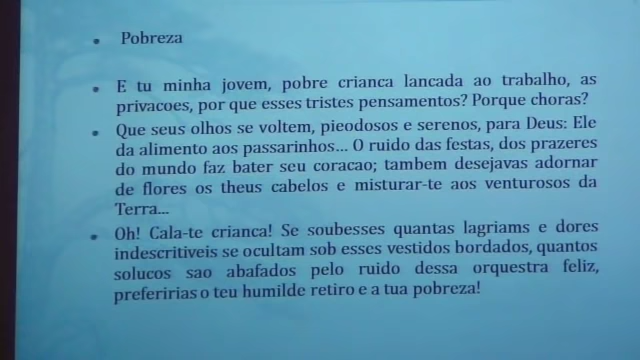 • Pobreza
• E tu minha jovem, pobre crianca lancada ao trabalho, as
privacoes, por que esses tristes pensamentos? Porque choras?
• Que seus olhos se voltem, pieodosos e serenos, para Deus: Ele
da alimento aos passarinhos... O ruido das festas, dos prazeres
do mundo faz bater seu coracao; tambem desejavas adornar
de flores os theus cabelos e misturar-te aos venturosos da
Terra...
• Oh! Cala-te crianca! Se soubesses quantas lagriams e dores
indescritiveis se ocultam sob esses vestidos bordados, quantos
solucos sao abafados pelo ruido dessa orquestra feliz,
preferirias o teu humilde retiro e a tua pobreza!